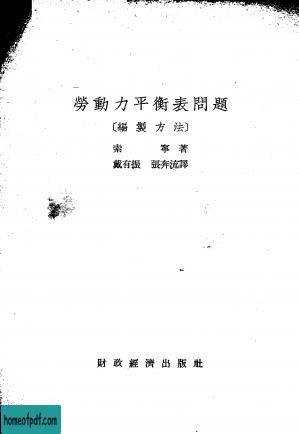 勞動力平衡表問題
〔編製方法〕
索　寧著
戴有振　張奔流譯
財政經濟出版社
homeofpdf.com